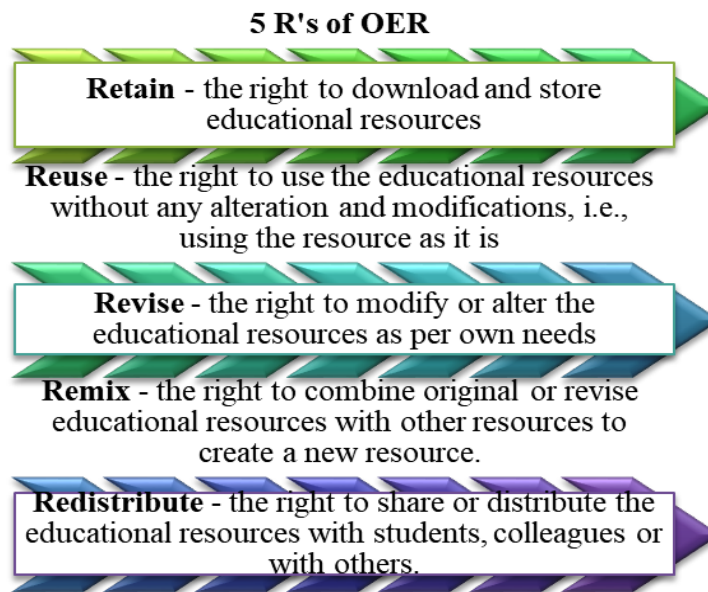 5 R's of OER
Retain - the right to download and store
educational resources
Reuse - the right to use the educational resources
without any alteration and modifications, i.e.,
using the resource as it is
Revise - the right to modify or alter the
educational resources as per own needs
Remix - the right to combine original or revise
educational resources with other resources to
create a new resource.
Redistribute - the right to share or distribute the
educational resources with students, colleagues or
with others.